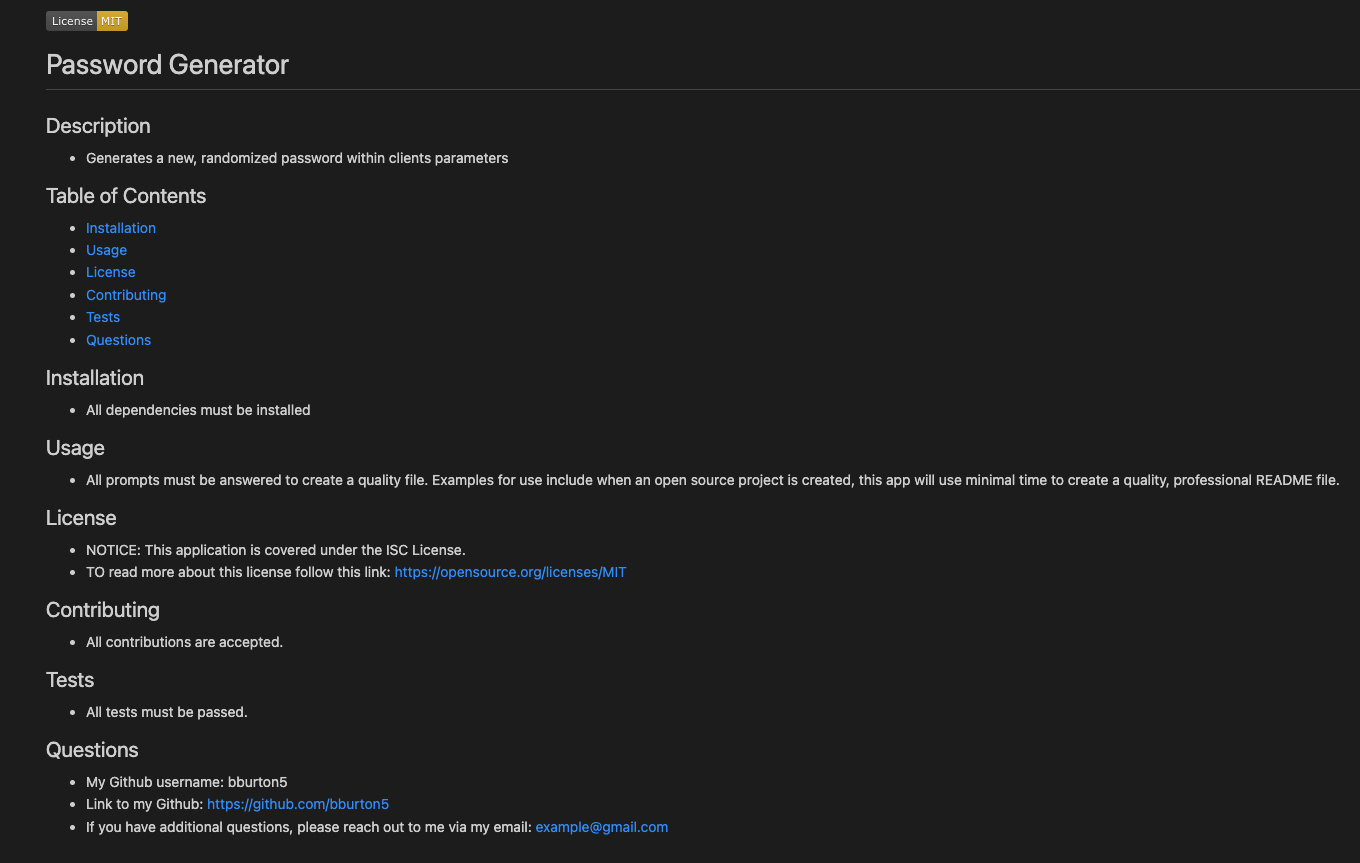 License MIT
Password Generator
Description
Generates a new, randomized password within clients parameters
Table of Contents
Installation
Usage
License
Contributing
Tests
Questions
Installation
All dependencies must be installed
Usage
All prompts must be answered to create a quality file. Examples for use include when an open source project is created, this app will use minimal time to create a quality, professional README file.
License
NOTICE: This application is covered under the ISC License.
TO read more about this license follow this link: https://opensource.org/licenses/MIT
Contributing
All contributions are accepted.
Tests
All tests must be passed.
Questions
My Github username: bburton5
Link to my Github: https://github.com/bburton5
If you have additional questions, please reach out to me via my email: example@gmail.com